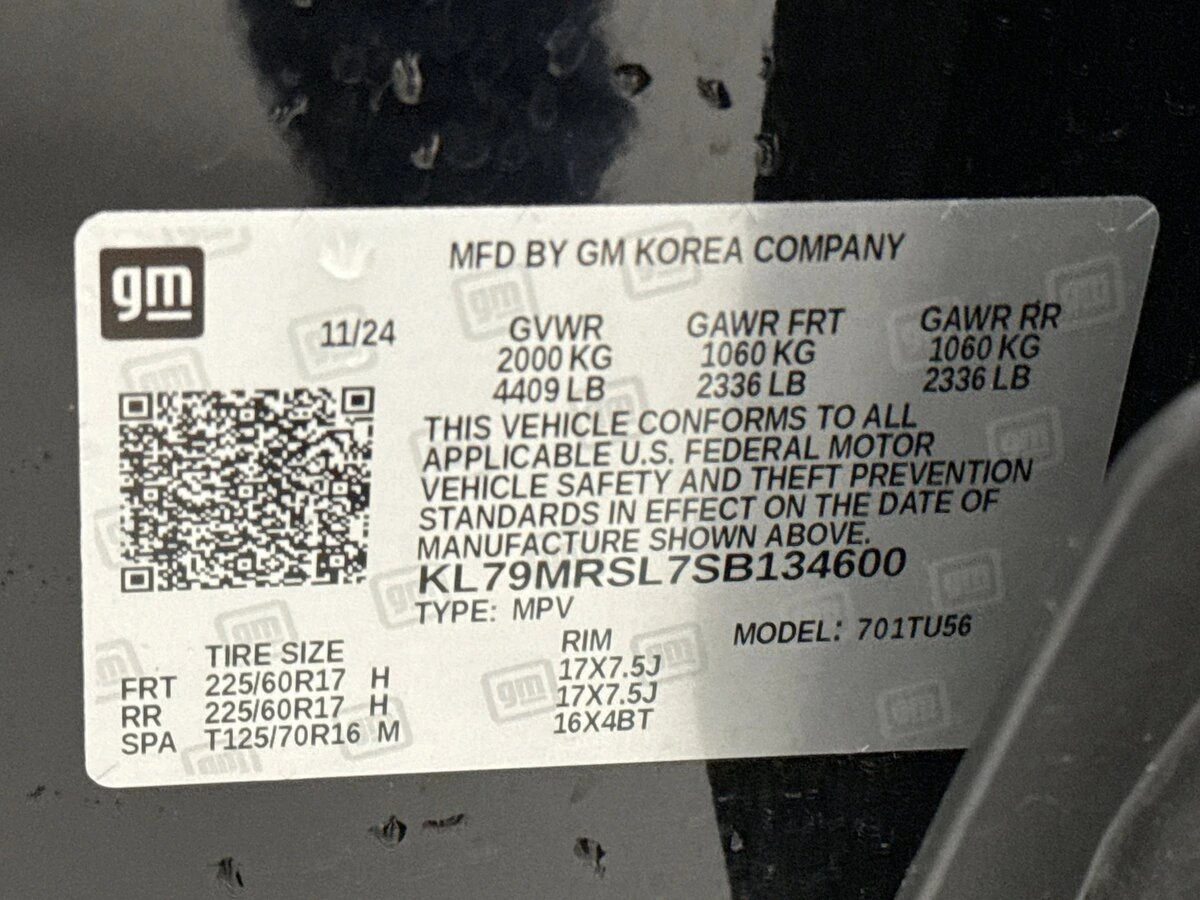 gm
MFD BY GM KOREA COMPANY
11/24
GVWR GAWR FRT GAWR RR
2000 KG 1060 KG 1060 KG
4409 LB 2336 LB 2336 LB
THIS VEHICLE CONFORMS TO ALL
APPLICABLE U.S. FEDERAL MOTOR
VEHICLE SAFETY AND THEFT PREVENTION
STANDARDS IN EFFECT ON THE DATE OF
MANUFACTURE SHOWN ABOVE.
KL79MRSL7SB134600
TYPE: MPV MODEL: 701TU56
TIRE SIZE RIM
FRT 225/60R17 H 17X7.5J
RR 225/60R17 H 17X7.5J
SPA T125/70R16 M 16X4BT